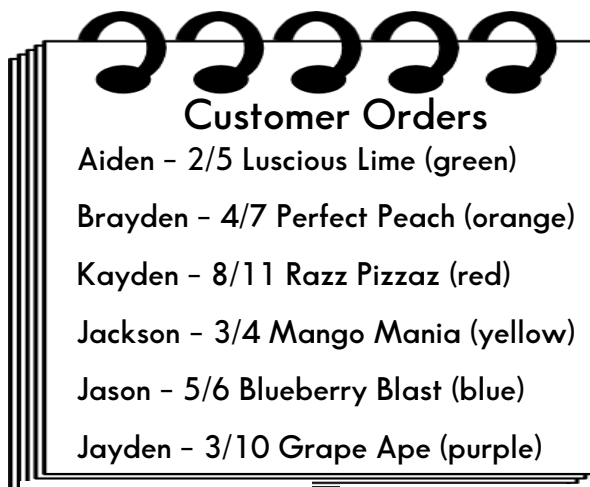 Customer Orders
Aiden – 2/5 Luscious Lime (green)
Brayden – 4/7 Perfect Peach (orange)
Kayden – 8/11 Razz Pizzaz (red)
Jackson – 3/4 Mango Mania (yellow)
Jason – 5/6 Blueberry Blast (blue)
Jayden – 3/10 Grape Ape (purple)